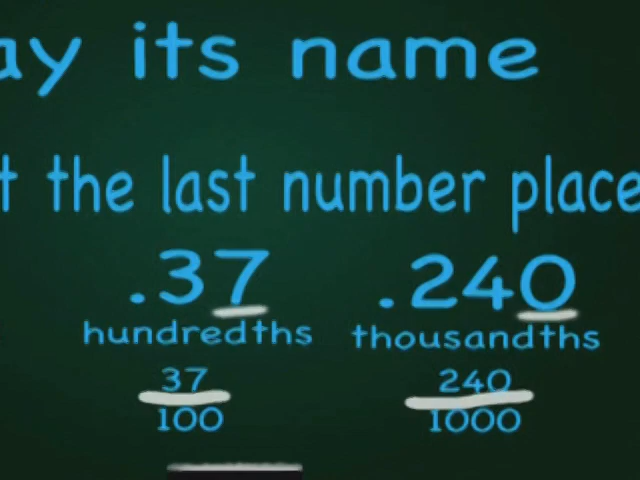 ay its name
t the last number place
.37 .240
hundredths thousandths
37 240
100 1000